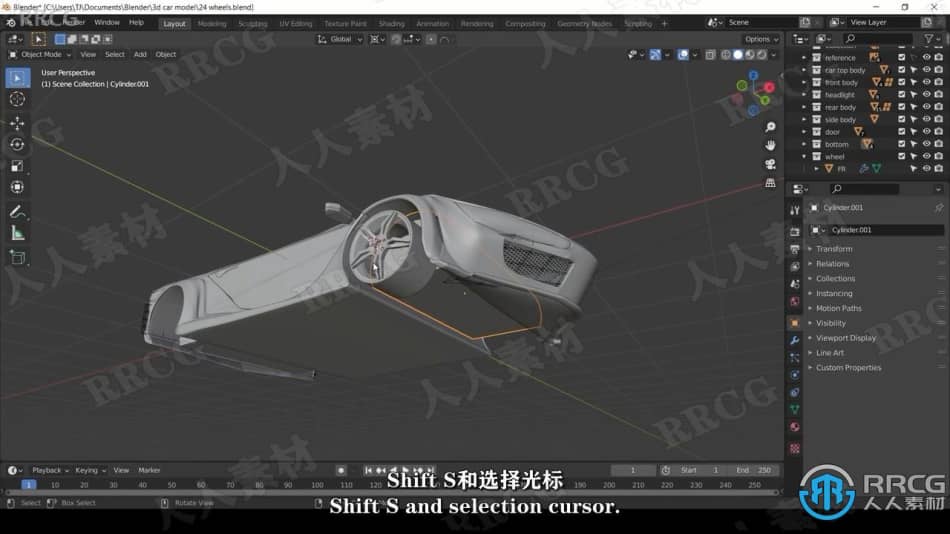 Blender* [C:\Users\TJ\Documents\Blender\3d car model\24 wheels.blend]
Render Window Help Layout Modeling Sculpting UV Editing Texture Paint Shading Animation Rendering Compositing Geometry Nodes Scripting + Scene View Layer
Global Options
Object Mode View Select Add Object
User Perspective
(1) Scene Collection | Cylinder.001
reference
car top body
front body
headlight
rear body
side body
door
bottom
wheel
FR
Cylinder.001
Cylinder.001
Transform
Relations
Collections
Instancing
Motion Paths
Visibility
Viewport Display
Line Art
Custom Properties
Playback Keying View Marker 1 Start 1 End 250
1 10 20 30 40 50 60 70 80 90 100 110 120 130 140 150 160 170 180 190 200 210 220 230 240 250
Select Box Select Rotate View
Shift S和选择光标
Shift S and selection cursor.
RRCG
人人素材